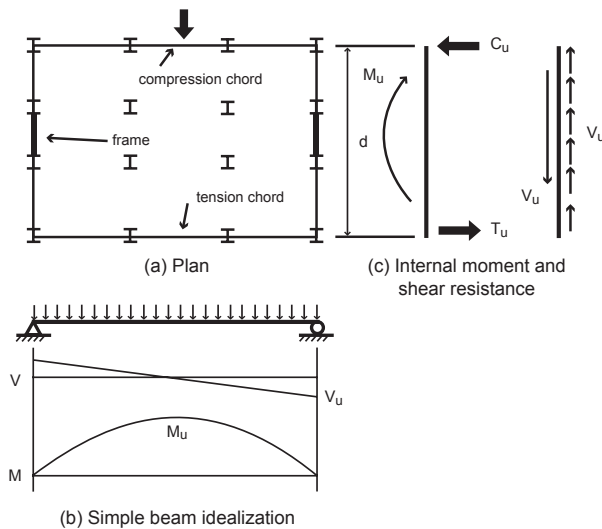 compression chord
frame
tension chord
(a) Plan
Cu
Mu
d
Vu
Vu
Tu
(c) Internal moment and
shear resistance
V
Vu
Mu
M
(b) Simple beam idealization